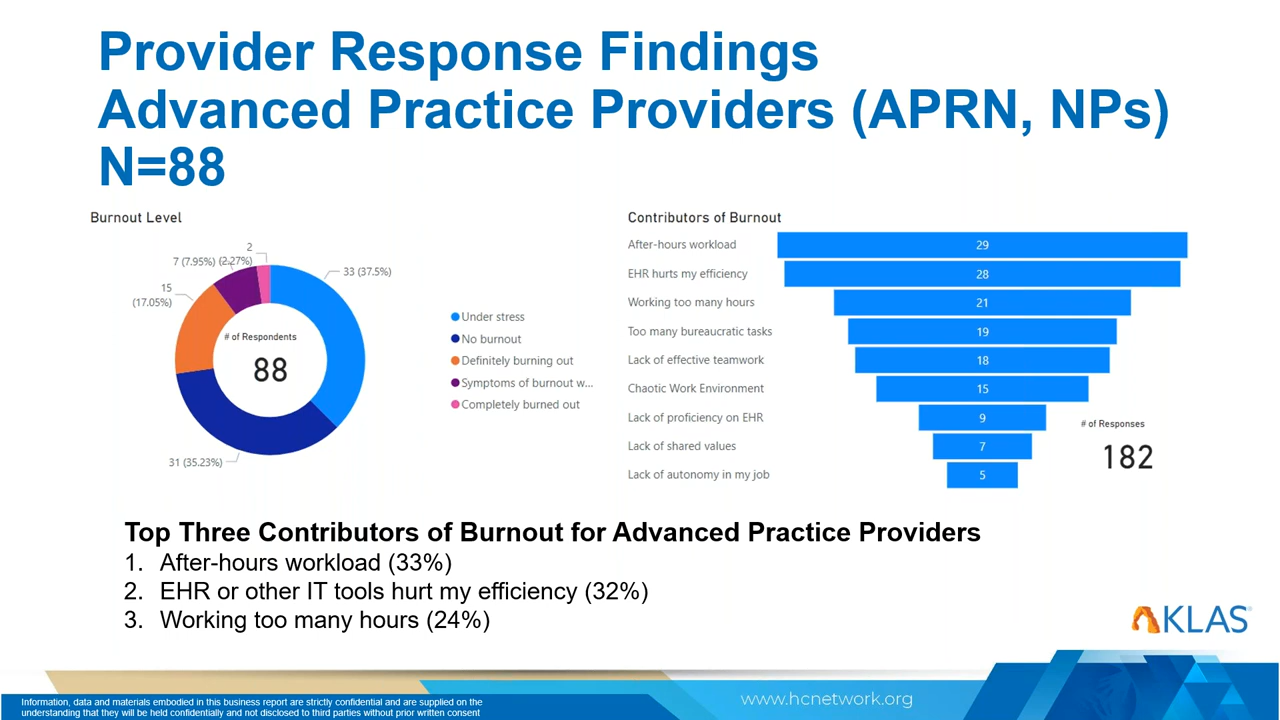 Provider Response Findings
Advanced Practice Providers (APRN, NPs)
N=88
Burnout Level
2
7 (7.95%) (2.27%)
33 (37.5%)
15
(17.05%)
# of Respondents
88
31 (35.23%)
Under stress
No burnout
Definitely burning out
Symptoms of burnout w...
Completely burned out
Contributors of Burnout
After-hours workload 29
EHR hurts my efficiency 28
Working too many hours 21
Too many bureaucratic tasks 19
Lack of effective teamwork 18
Chaotic Work Environment 15
Lack of proficiency on EHR 9
Lack of shared values 7
Lack of autonomy in my job 5
# of Responses
182
Top Three Contributors of Burnout for Advanced Practice Providers
1. After-hours workload (33%)
2. EHR or other IT tools hurt my efficiency (32%)
3. Working too many hours (24%)
KLAS
Information, data and materials embodied in this business report are strictly confidential and are supplied on the
understanding that they will be held confidentially and not disclosed to third parties without prior written consent
www.hcnetwork.org